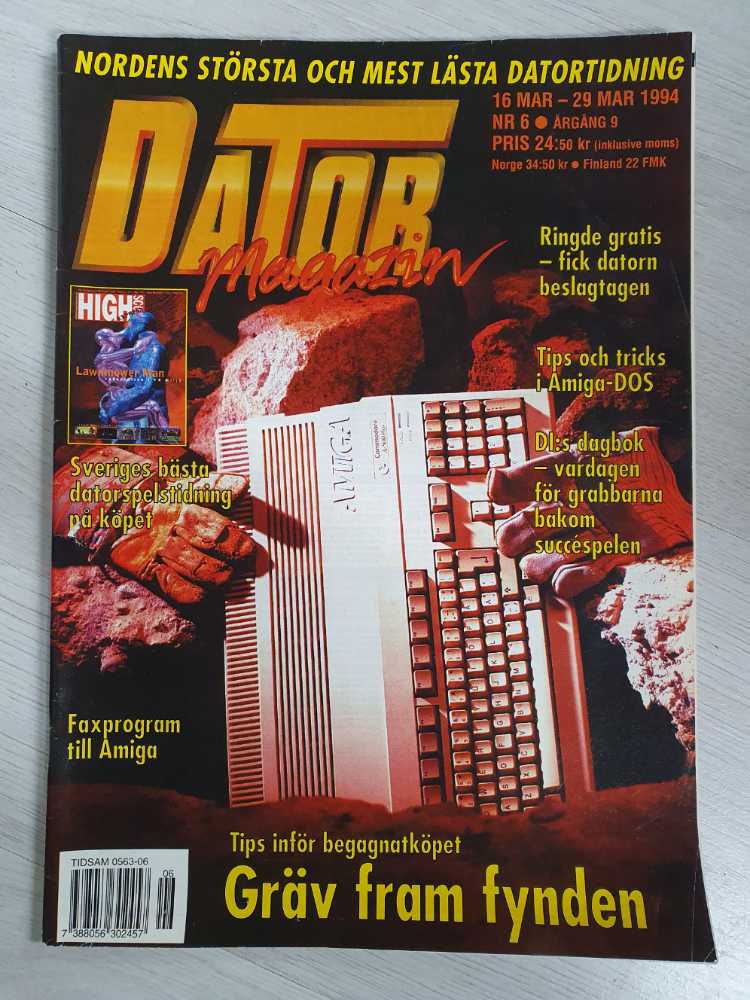 NORDENS STÖRSTA OCH MEST LÄSTA DATORTIDNING
16 MAR – 29 MAR 1994
NR 6 ● ÅRGÅNG 9
PRIS 24:50 kr (inklusive moms)
Norge 34:50 kr ● Finland 22 FMK
DATOR
Magazin
Ringde gratis
– fick datorn
beslagtagen
HIGH
SCORE
Lawnmower Man
Tips och tricks
i Amiga-DOS
DI:s dagbok
– vardagen
för grabbarna
bakom
succéspelen
Sveriges bästa
datorspelstidning
på köpet
AMIGA
Commodore
Faxprogram
till Amiga
Tips inför begagnatköpet
Gräv fram fynden
TIDSAM 0563-06
06
7 388056 302457